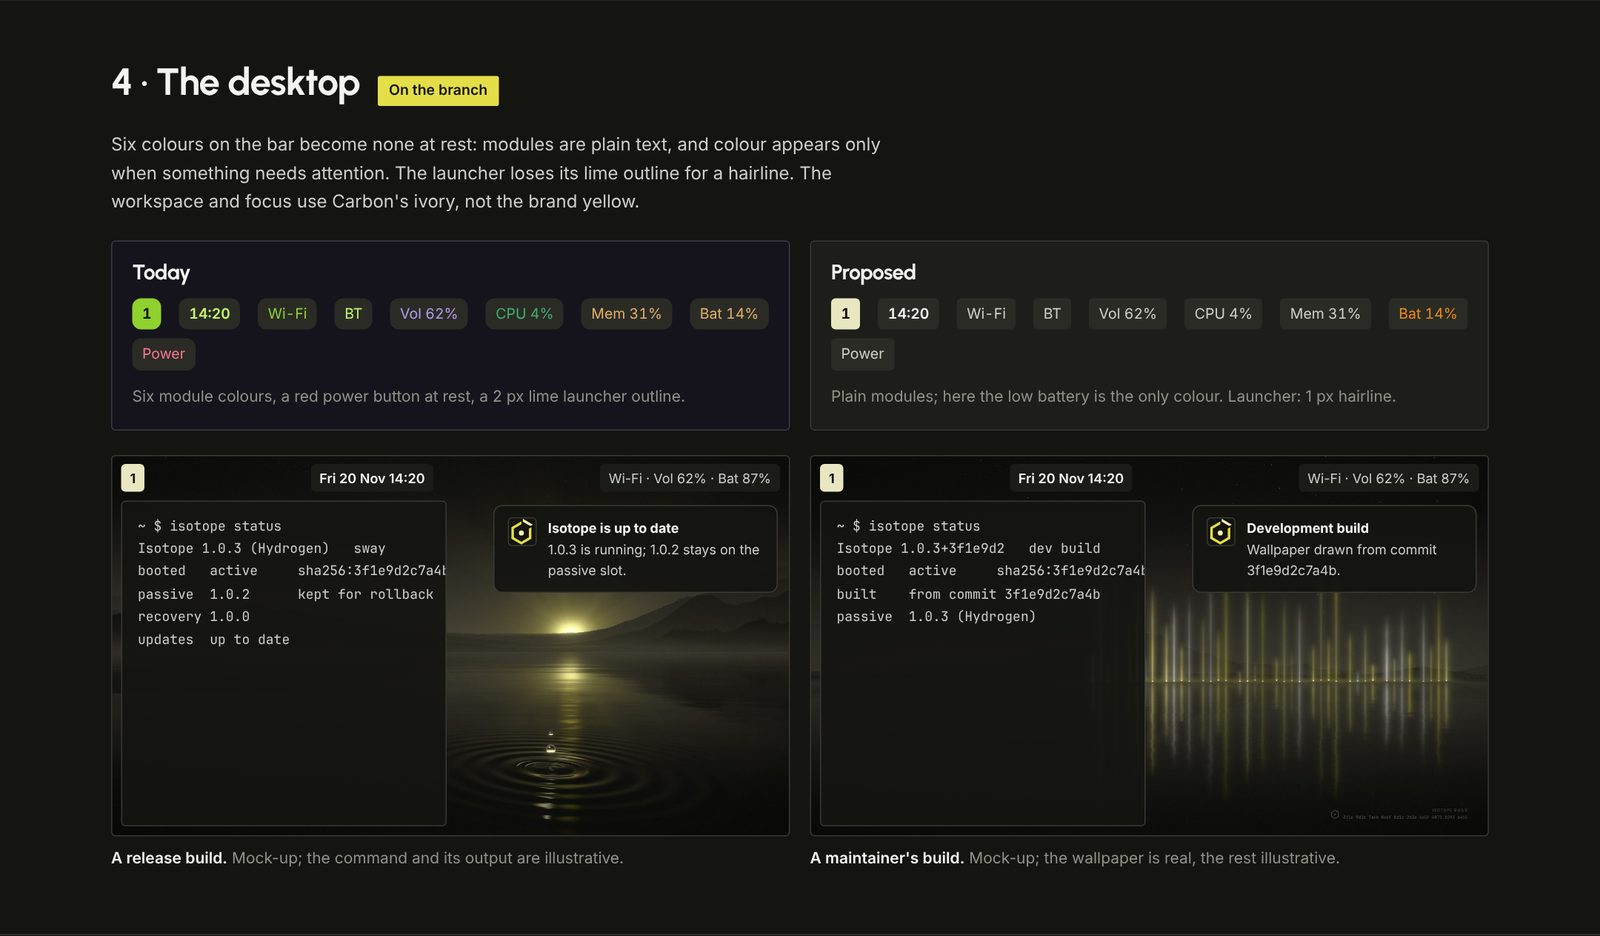 4 · The desktop
On the branch
Six colours on the bar become none at rest: modules are plain text, and colour appears only
when something needs attention. The launcher loses its lime outline for a hairline. The
workspace and focus use Carbon's ivory, not the brand yellow.
Today
1 14:20 Wi-Fi BT Vol 62% CPU 4% Mem 31% Bat 14%
Power
Six module colours, a red power button at rest, a 2 px lime launcher outline.
Proposed
1 14:20 Wi-Fi BT Vol 62% CPU 4% Mem 31% Bat 14%
Power
Plain modules; here the low battery is the only colour. Launcher: 1 px hairline.
1 Fri 20 Nov 14:20 Wi-Fi · Vol 62% · Bat 87%
~ $ isotope status
Isotope 1.0.3 (Hydrogen) sway
booted active sha256:3f1e9d2c7a4b
passive 1.0.2 kept for rollback
recovery 1.0.0
updates up to date
Isotope is up to date
1.0.3 is running; 1.0.2 stays on the
passive slot.
A release build. Mock-up; the command and its output are illustrative.
1 Fri 20 Nov 14:20 Wi-Fi · Vol 62% · Bat 87%
~ $ isotope status
Isotope 1.0.3+3f1e9d2 dev build
booted active sha256:3f1e9d2c7a4b
built from commit 3f1e9d2c7a4b
passive 1.0.3 (Hydrogen)
Development build
Wallpaper drawn from commit
3f1e9d2c7a4b.
A maintainer's build. Mock-up; the wallpaper is real, the rest illustrative.